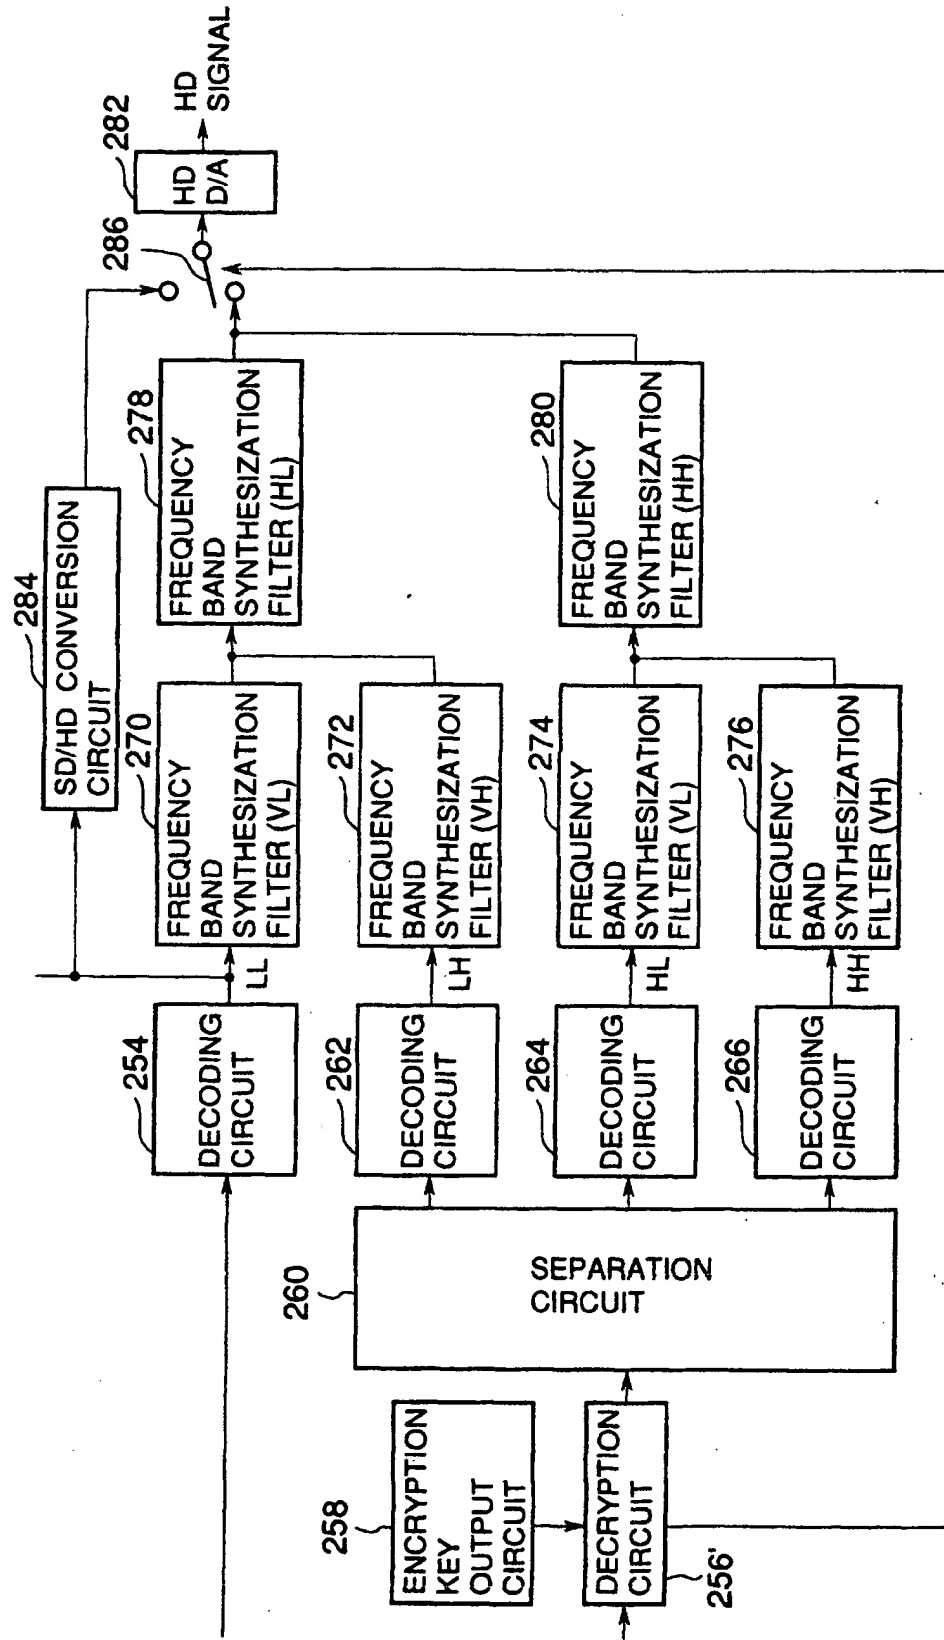 258
ENCRYPTION
KEY
OUTPUT
CIRCUIT
DECRYPTION
CIRCUIT
256'
260
SEPARATION
CIRCUIT
254
DECODING
CIRCUIT
262
DECODING
CIRCUIT
264
DECODING
CIRCUIT
266
DECODING
CIRCUIT
LL
LH
HL
HH
284
SD/HD CONVERSION
CIRCUIT
270
FREQUENCY
BAND
SYNTHESIZATION
FILTER (VL)
272
FREQUENCY
BAND
SYNTHESIZATION
FILTER (VH)
274
FREQUENCY
BAND
SYNTHESIZATION
FILTER (VL)
276
FREQUENCY
BAND
SYNTHESIZATION
FILTER (VH)
278
FREQUENCY
BAND
SYNTHESIZATION
FILTER (HL)
280
FREQUENCY
BAND
SYNTHESIZATION
FILTER (HH)
286
282
HD
D/A
HD
SIGNAL